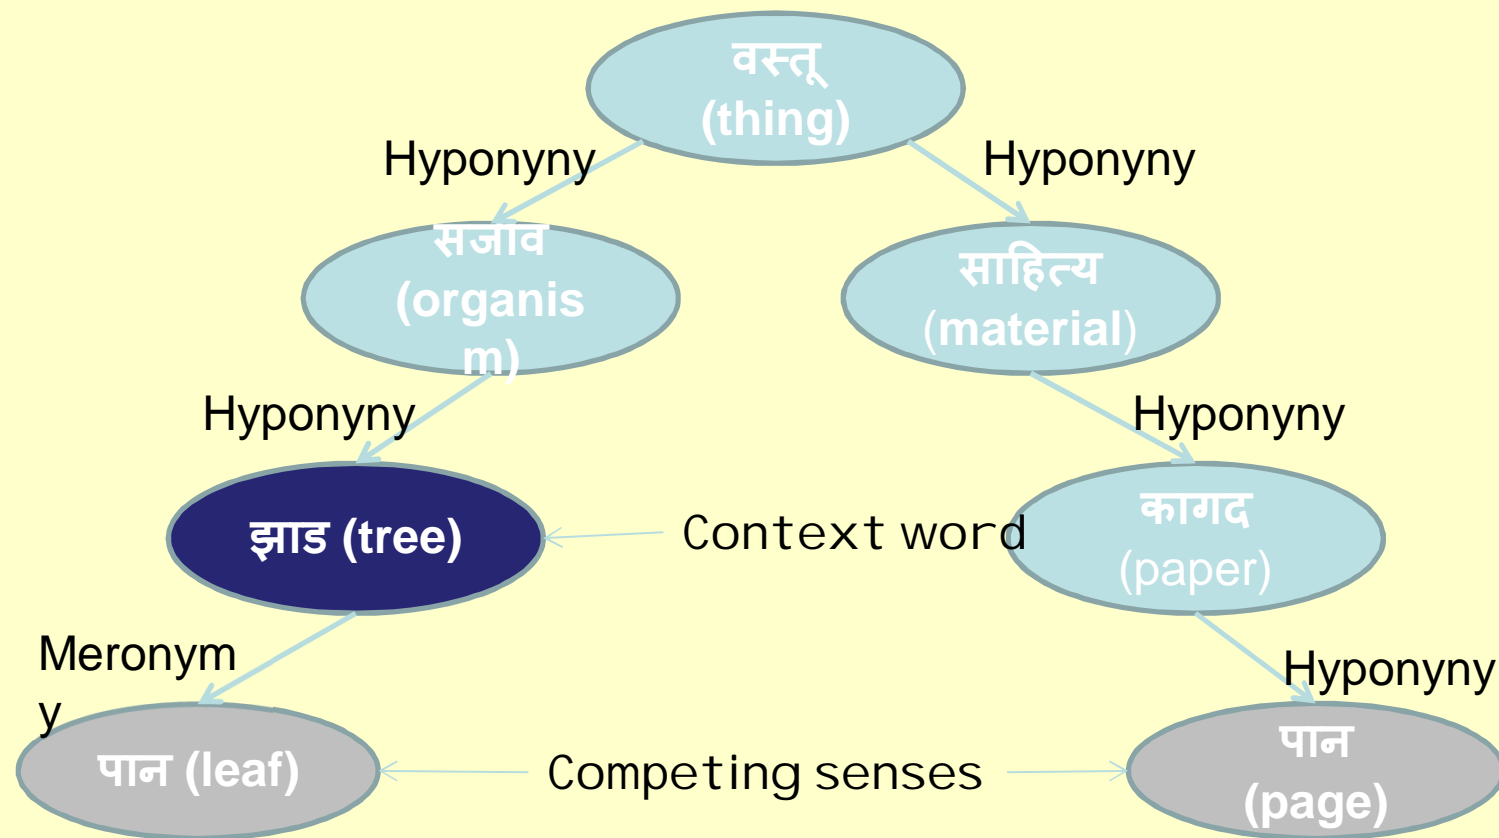 वस्तू
(thing)
Hyponyny
Hyponyny
सजीव
(organis
m)
साहित्य
(material)
Hyponyny
Hyponyny
झाड (tree)
Context word
कागद
(paper)
Meronym
y
Hyponyny
पान (leaf)
Competing senses
पान
(page)